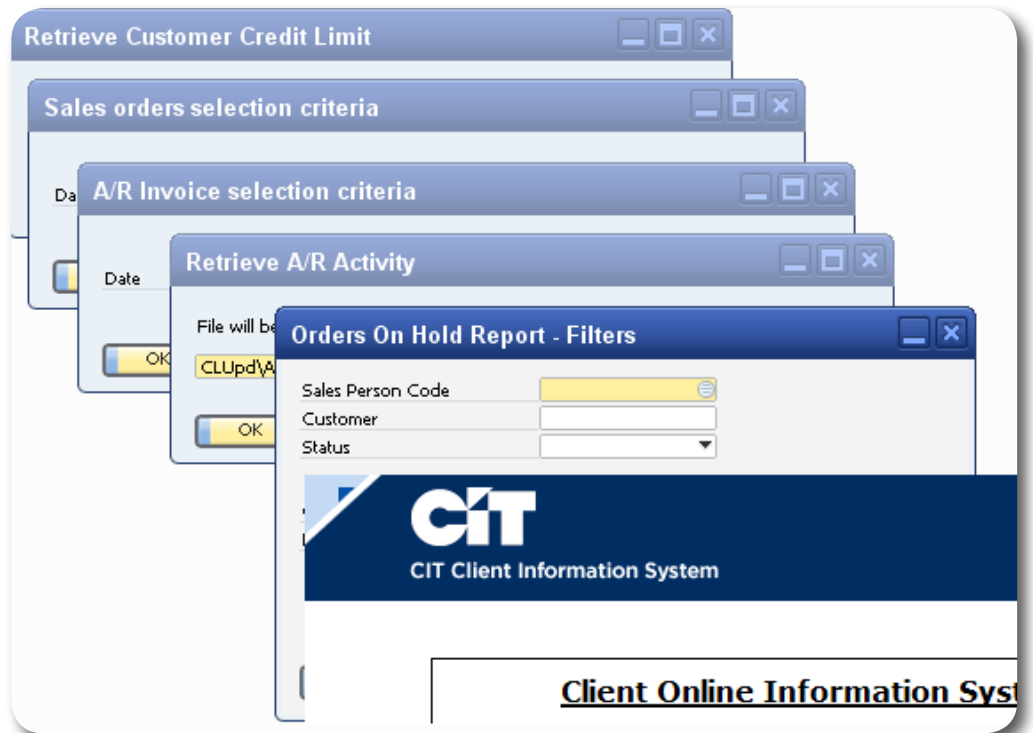 Retrieve Customer Credit Limit
Sales orders selection criteria
A/R Invoice selection criteria
Date
OK
Retrieve A/R Activity
File will be
CLUpd\A
OK
Orders On Hold Report - Filters
Sales Person Code
Customer
Status
CiT
CIT Client Information System
Client Online Information Syst